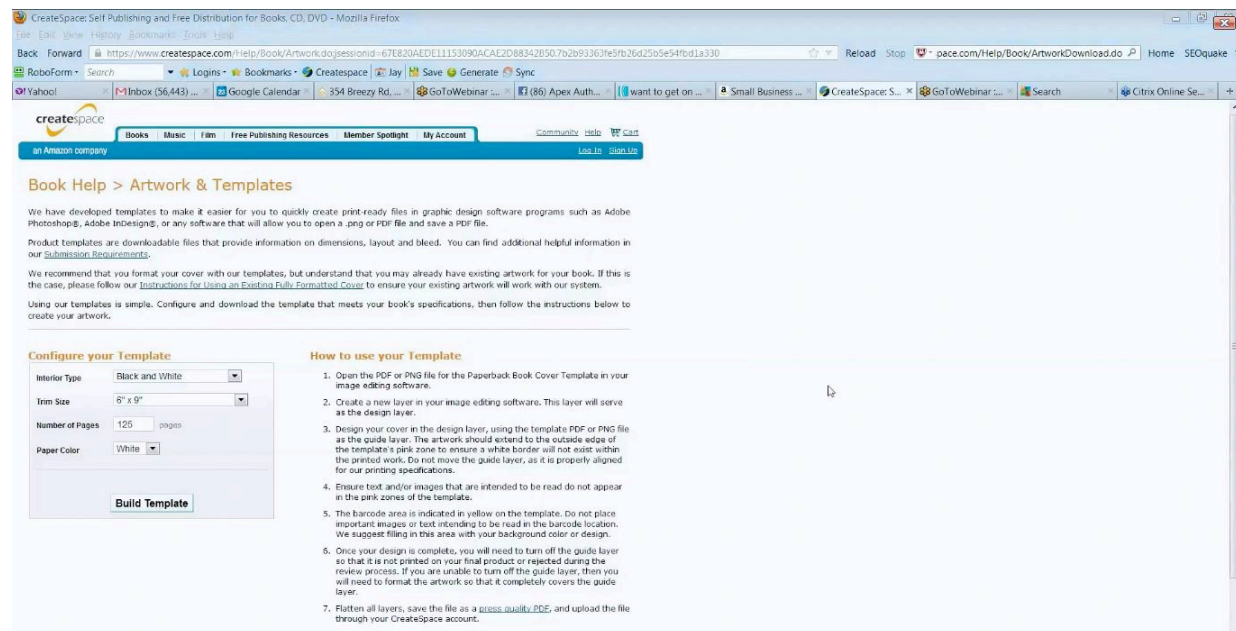 CreateSpace: Self Publishing and Free Distribution for Books, CD, DVD - Mozilla Firefox
File Edit View History Bookmarks Tools Help
Back Forward https://www.createspace.com/Help/Book/Artwork.do;jsessionid=67E820AEDE11153090ACAE2D88342B50.7b2b93363fe5fb26d25b5e54fbd1a330 Reload Stop pace.com/Help/Book/ArtworkDownload.do Home SEOquake
RoboForm Search Logins Bookmarks Createspace Jay Save Generate Sync
Yahoo! Inbox (56,443) ... Google Calendar 354 Breezy Rd, ... GoToWebinar :... (86) Apex Auth... want to get on ... Small Business ... CreateSpace: S... GoToWebinar :... Search Citrix Online Se...
createspace
Books Music Film Free Publishing Resources Member Spotlight My Account Community Help Cart
an Amazon company Log In Sign Up
Book Help > Artwork & Templates
We have developed templates to make it easier for you to quickly create print-ready files in graphic design software programs such as Adobe
Photoshop®, Adobe InDesign®, or any software that will allow you to open a .png or PDF file and save a PDF file.
Product templates are downloadable files that provide information on dimensions, layout and bleed. You can find additional helpful information in
our Submission Requirements.
We recommend that you format your cover with our templates, but understand that you may already have existing artwork for your book. If this is
the case, please follow our Instructions for Using an Existing Fully Formatted Cover to ensure your existing artwork will work with our system.
Using our templates is simple. Configure and download the template that meets your book's specifications, then follow the instructions below to
create your artwork.
Configure your Template
Interior Type Black and White
Trim Size 6" x 9"
Number of Pages 125 pages
Paper Color White
Build Template
How to use your Template
1. Open the PDF or PNG file for the Paperback Book Cover Template in your
image editing software.
2. Create a new layer in your image editing software. This layer will serve
as the design layer.
3. Design your cover in the design layer, using the template PDF or PNG file
as the guide layer. The artwork should extend to the outside edge of
the template's pink zone to ensure a white border will not exist within
the printed work. Do not move the guide layer, as it is properly aligned
for our printing specifications.
4. Ensure text and/or images that are intended to be read do not appear
in the pink zones of the template.
5. The barcode area is indicated in yellow on the template. Do not place
important images or text intending to be read in the barcode location.
We suggest filling in this area with your background color or design.
6. Once your design is complete, you will need to turn off the guide layer
so that it is not printed on your final product or rejected during the
review process. If you are unable to turn off the guide layer, then you
will need to format the artwork so that it completely covers the guide
layer.
7. Flatten all layers, save the file as a press quality PDF, and upload the file
through your CreateSpace account.